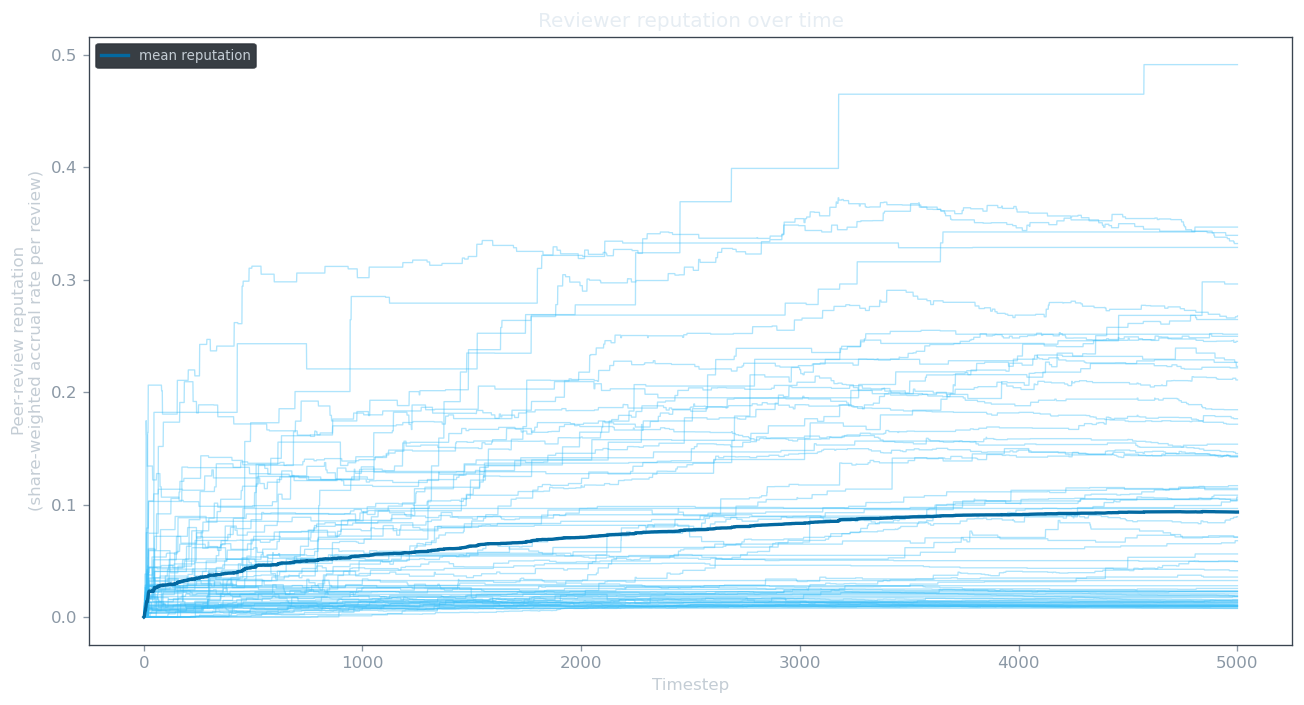 Reviewer reputation over time
mean reputation
Peer-review reputation
(share-weighted accrual rate per review)
0.5
0.4
0.3
0.2
0.1
0.0
0 1000 2000 3000 4000 5000
Timestep